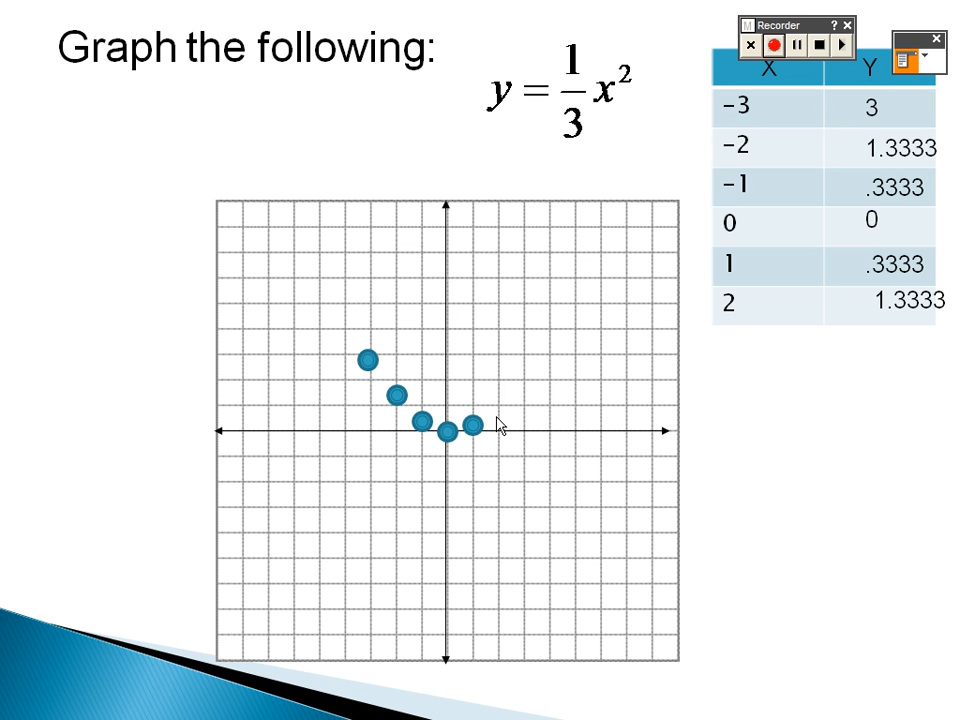 Graph the following:
y = 1/3 x²
M Recorder ? ×
X Y
-3 3
-2 1.3333
-1 .3333
0 0
1 .3333
2 1.3333